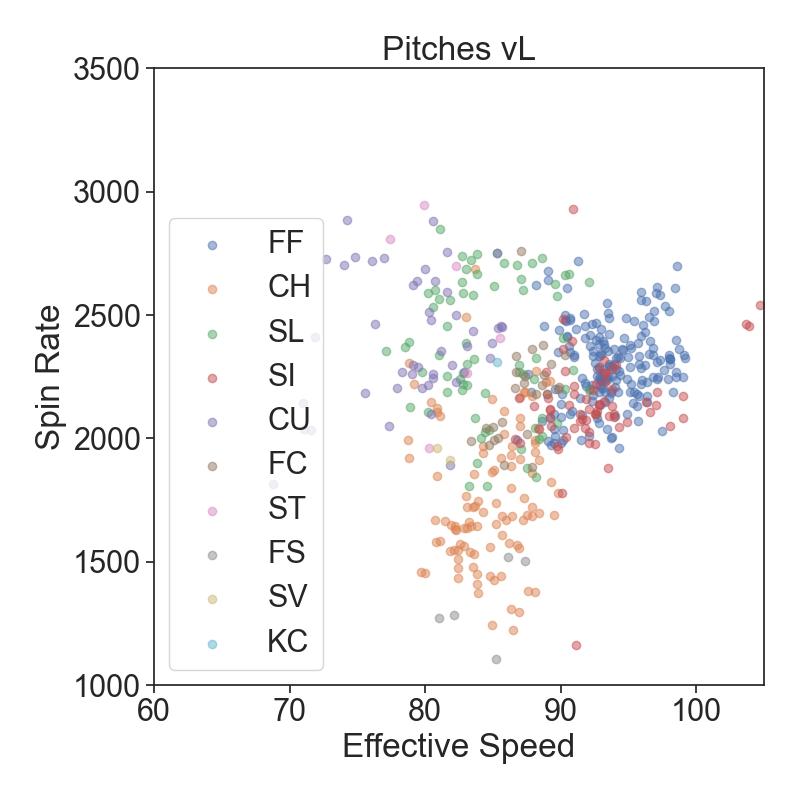 Pitches vL
3500
3000
2500
2000
1500
1000
Spin Rate
FF
CH
SL
SI
CU
FC
ST
FS
SV
KC
60 70 80 90 100
Effective Speed